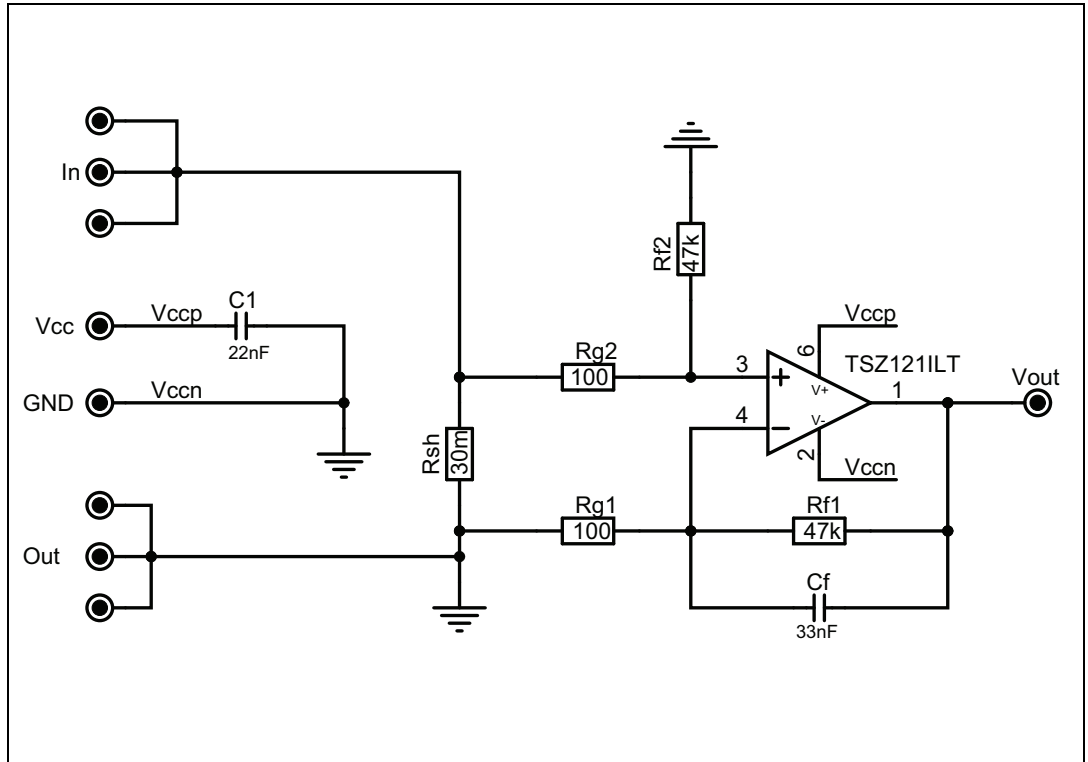 In
Rf2
47k
Vcc
Vccp
C1
22nF
Vccp
Rg2
100
3
6
TSZ121ILT
V+
1
Vout
GND
Vccn
4
V-
2
Vccn
Rsh
30m
Rg1
100
Rf1
47k
Out
Cf
33nF